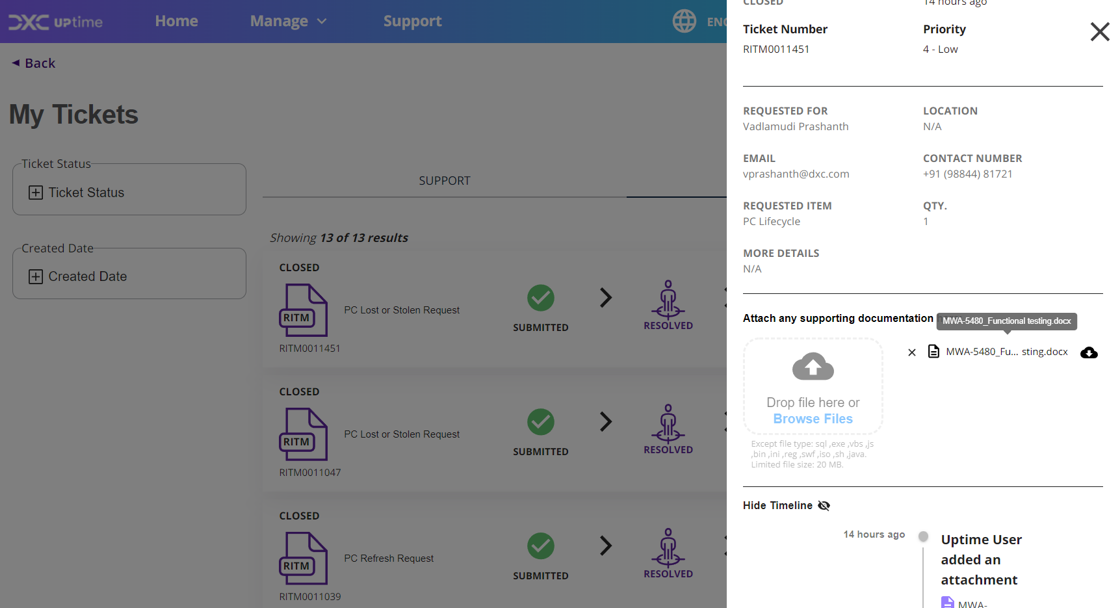 DXC UPtime
Home
Manage
Support
ENG
◄ Back
My Tickets
Ticket Status
Ticket Status
Created Date
Created Date
SUPPORT
Showing 13 of 13 results
CLOSED
RITM
RITM0011451
PC Lost or Stolen Request
SUBMITTED
RESOLVED
CLOSED
RITM
RITM0011047
PC Lost or Stolen Request
SUBMITTED
RESOLVED
CLOSED
RITM
RITM0011039
PC Refresh Request
SUBMITTED
RESOLVED
CLOSED
14 hours ago
Ticket Number
Priority
RITM0011451
4 - Low
REQUESTED FOR
LOCATION
Vadlamudi Prashanth
N/A
EMAIL
CONTACT NUMBER
vprashanth@dxc.com
+91 (98844) 81721
REQUESTED ITEM
QTY.
PC Lifecycle
1
MORE DETAILS
N/A
Attach any supporting documentation
MWA-5480_Functional testing.docx
MWA-5480_Fu... sting.docx
Drop file here or
Browse Files
Except file type: sql ,exe ,vbs ,js
,bin ,ini ,reg ,swf ,iso ,sh ,java.
Limited file size: 20 MB.
Hide Timeline
14 hours ago
Uptime User
added an
attachment
MWA-